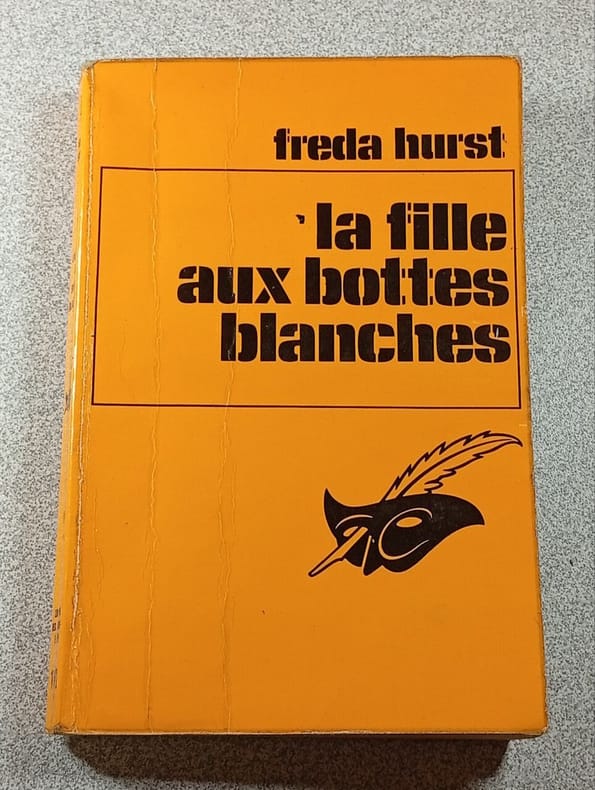 freda hurst
la fille
aux bottes
blanches